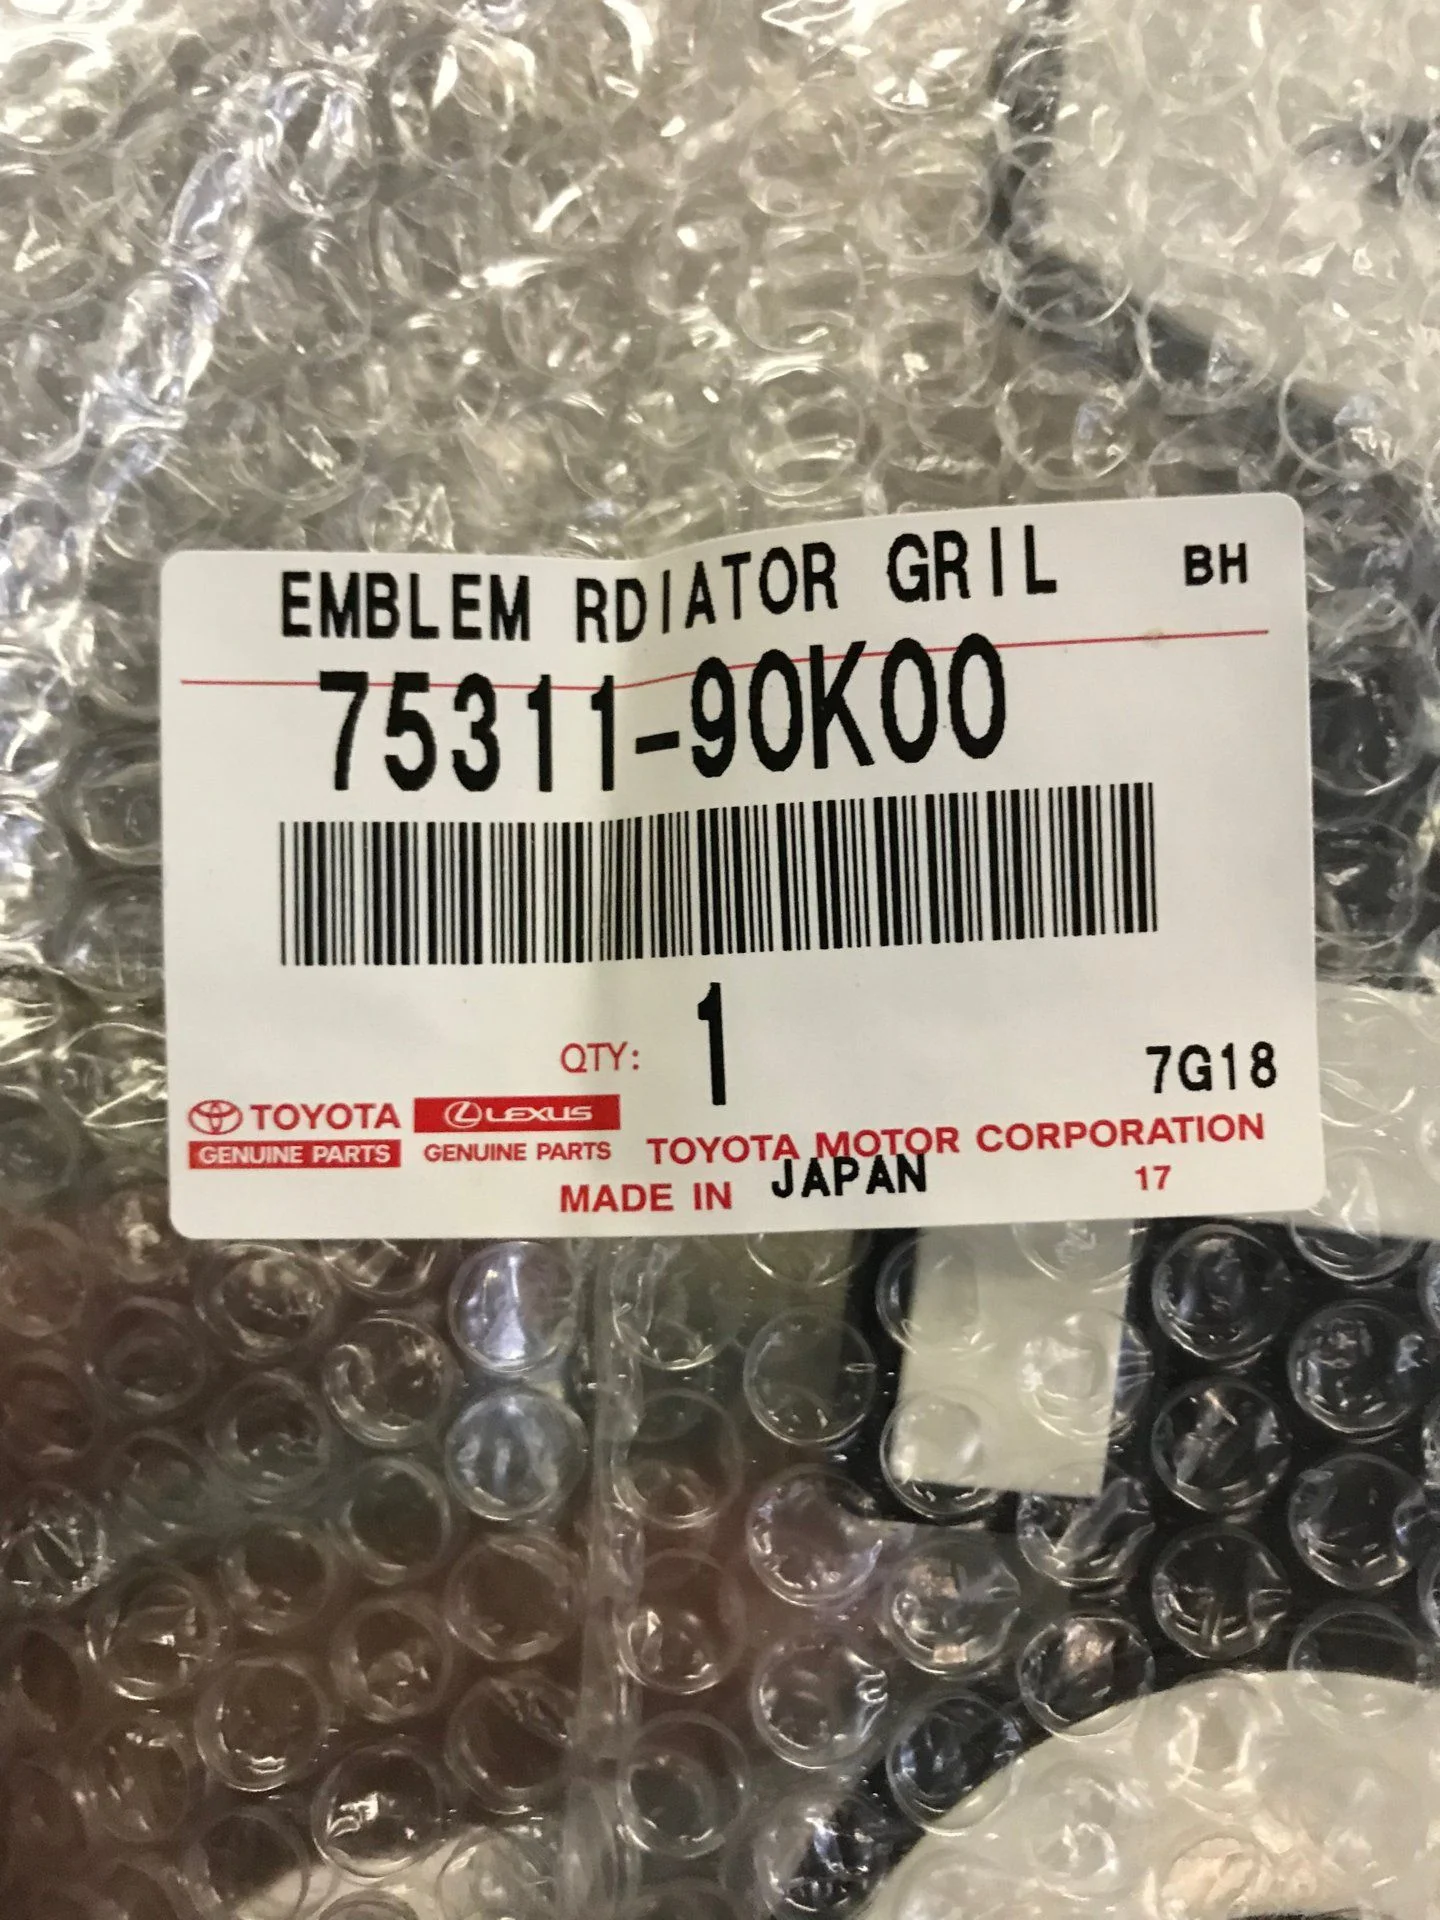 EMBLEM RDIATOR GRIL BH
75311-90K00
QTY: 1
7G18
TOYOTA LEXUS
GENUINE PARTS GENUINE PARTS TOYOTA MOTOR CORPORATION
MADE IN JAPAN 17